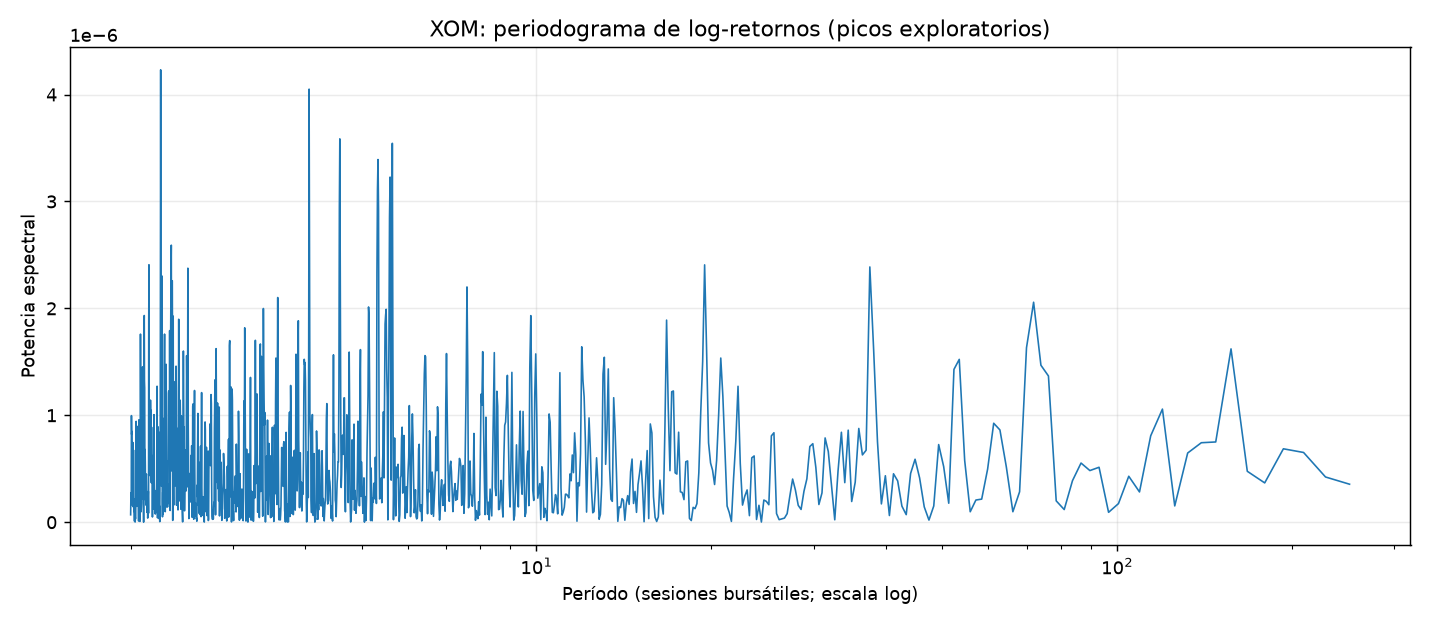 XOM: periodograma de log-retornos (picos exploratorios)
1e−6
4
3
2
1
0
Potencia espectral
10¹
10²
Período (sesiones bursátiles; escala log)